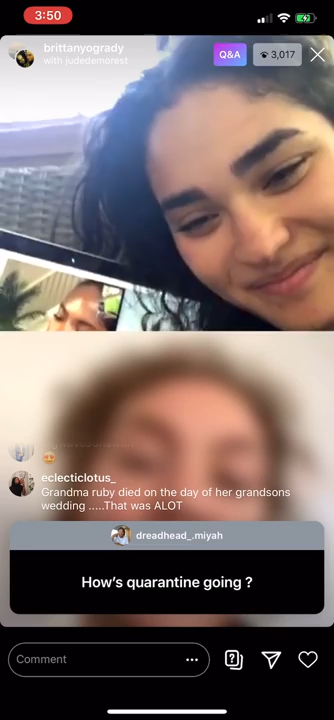 3:50
brittanyogrady
with judedemorest
Q&A
3,017
eclecticlotus_
Grandma ruby died on the day of her grandsons
wedding .....That was ALOT
dreadhead_.miyah
How's quarantine going ?
Comment